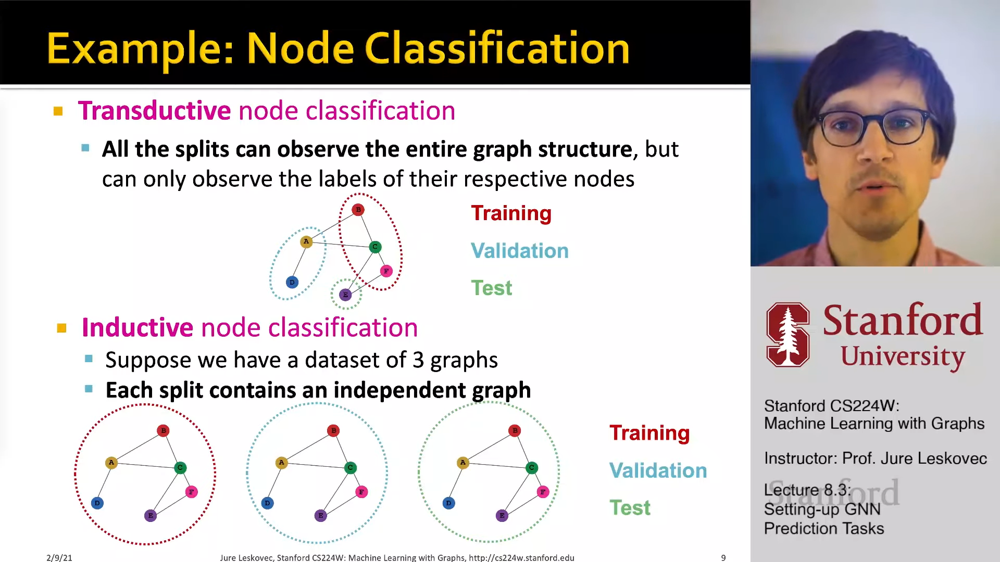 Example: Node Classification
Transductive node classification
All the splits can observe the entire graph structure, but
can only observe the labels of their respective nodes
B
A
C
F
D
E
Training
Validation
Test
Inductive node classification
Suppose we have a dataset of 3 graphs
Each split contains an independent graph
B
A
C
F
D
E
B
A
C
F
D
E
B
A
C
F
D
E
Training
Validation
Test
2/9/21
Jure Leskovec, Stanford CS224W: Machine Learning with Graphs, http://cs224w.stanford.edu
9
Stanford
University
Stanford CS224W:
Machine Learning with Graphs
Instructor: Prof. Jure Leskovec
Stanford
Lecture 8.3:
Setting-up GNN
Prediction Tasks